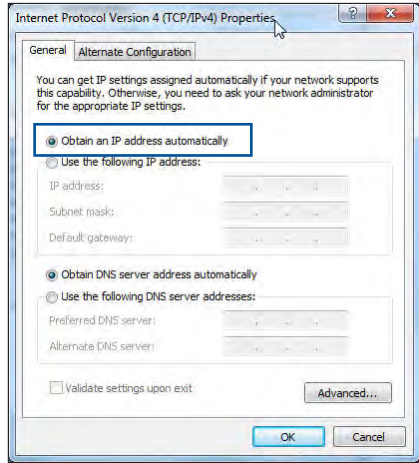 Internet Protocol Version 4 (TCP/IPv4) Properties
General
Alternate Configuration
You can get IP settings assigned automatically if your network supports
this capability. Otherwise, you need to ask your network administrator
for the appropriate IP settings.
Obtain an IP address automatically
Use the following IP address:
IP address:
Subnet mask:
Default gateway:
Obtain DNS server address automatically
Use the following DNS server addresses:
Preferred DNS server:
Alternate DNS server:
Validate settings upon exit
Advanced...
OK
Cancel